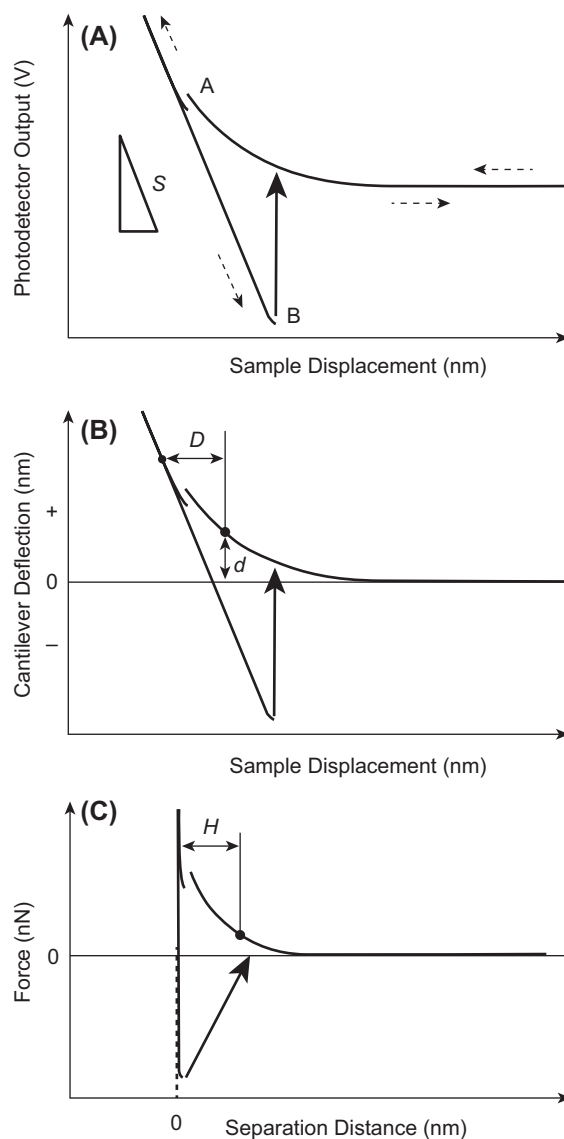 (A)
Photodetector Output (V)
A
S
B
Sample Displacement (nm)
(B)
D
Cantilever Deflection (nm)
+
d
0
–
Sample Displacement (nm)
(C)
H
Force (nN)
0
0
Separation Distance (nm)